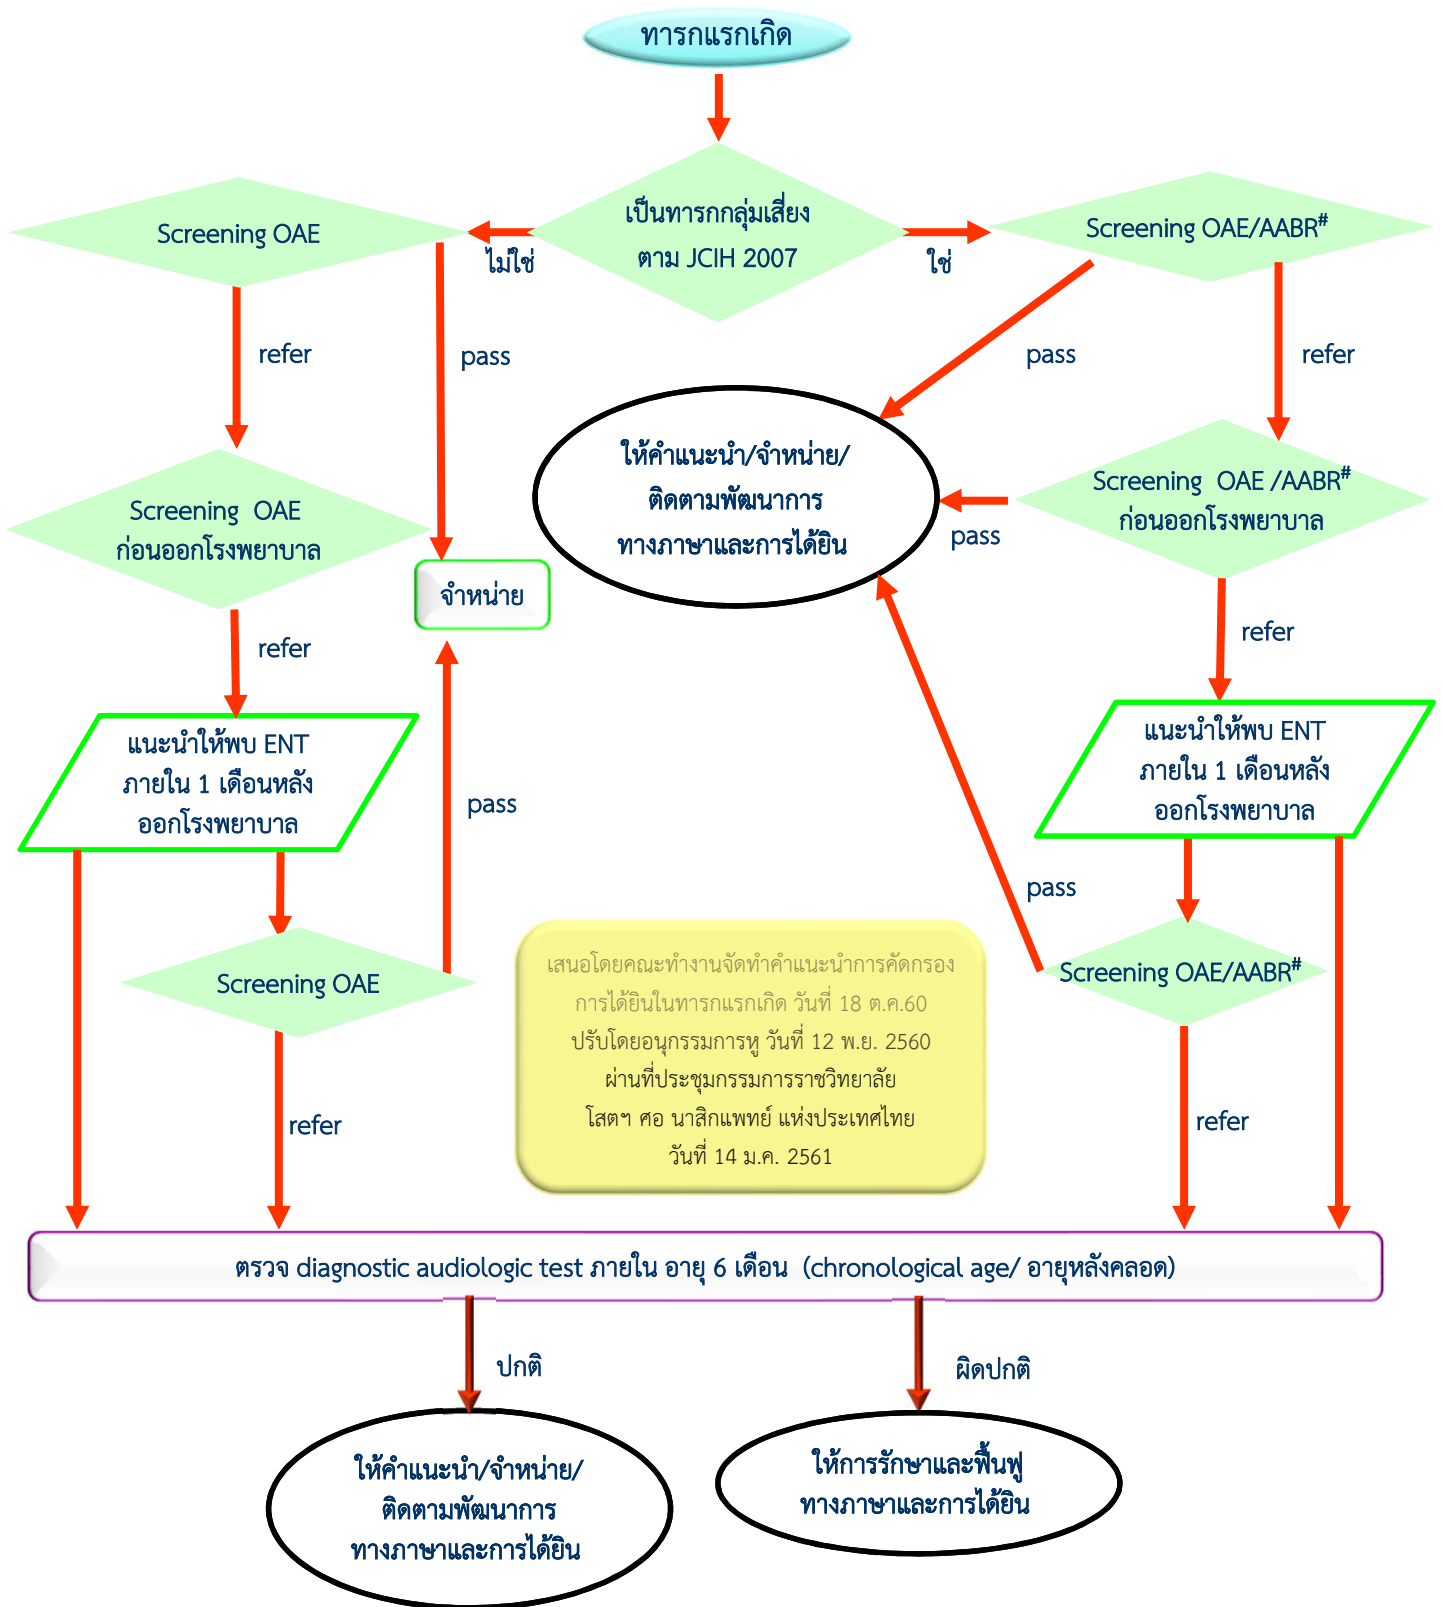 ทารกแรกเกิด
เป็นทารกกลุ่มเสี่ยง
ตาม JCIH 2007
ไม่ใช่
ใช่
Screening OAE
Screening OAE/AABR#
refer
pass
pass
refer
ให้คำแนะนำ/จำหน่าย/
ติดตามพัฒนาการ
ทางภาษาและการได้ยิน
Screening OAE
ก่อนออกโรงพยาบาล
Screening OAE /AABR#
ก่อนออกโรงพยาบาล
pass
จำหน่าย
refer
refer
แนะนำให้พบ ENT
ภายใน 1 เดือนหลัง
ออกโรงพยาบาล
แนะนำให้พบ ENT
ภายใน 1 เดือนหลัง
ออกโรงพยาบาล
pass
pass
Screening OAE
Screening OAE/AABR#
เสนอโดยคณะทำงานจัดทำคำแนะนำการคัดกรอง
การได้ยินในทารกแรกเกิด วันที่ 18 ต.ค.60
ปรับโดยอนุกรรมการหู วันที่ 12 พ.ย. 2560
ผ่านที่ประชุมกรรมการราชวิทยาลัย
โสตฯ ศอ นาสิกแพทย์ แห่งประเทศไทย
วันที่ 14 ม.ค. 2561
refer
refer
ตรวจ diagnostic audiologic test ภายใน อายุ 6 เดือน (chronological age/ อายุหลังคลอด)
ปกติ
ผิดปกติ
ให้คำแนะนำ/จำหน่าย/
ติดตามพัฒนาการ
ทางภาษาและการได้ยิน
ให้การรักษาและฟื้นฟู
ทางภาษาและการได้ยิน